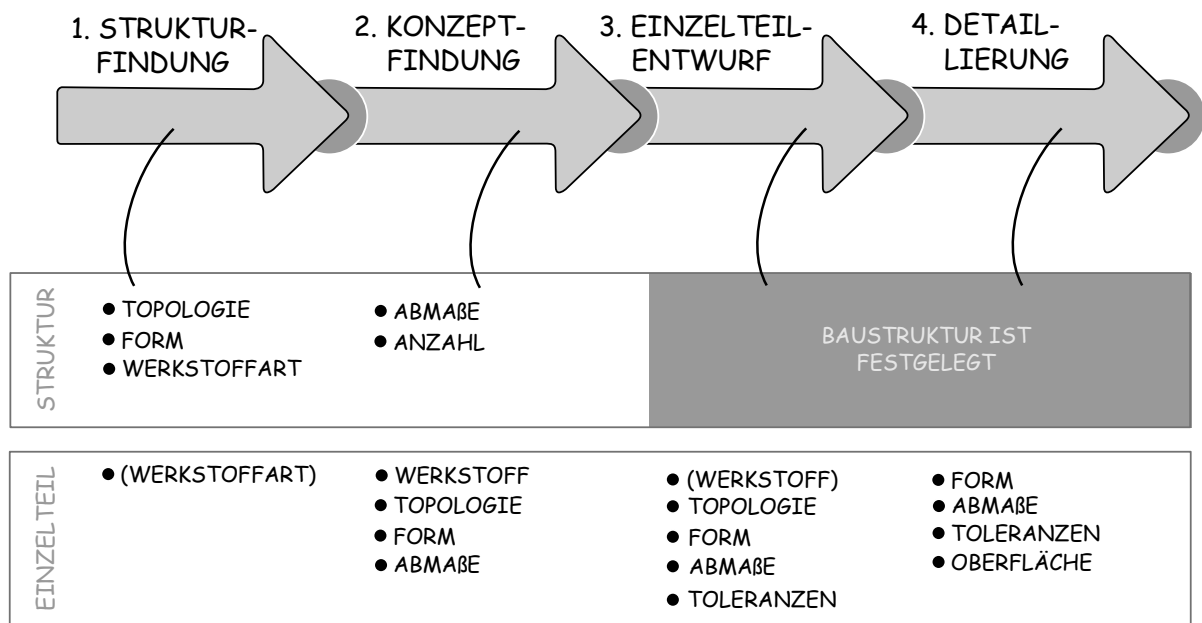 1. STRUKTUR-
FINDUNG
2. KONZEPT-
FINDUNG
3. EINZELTEIL-
ENTWURF
4. DETAIL-
LIERUNG
STRUKTUR
● TOPOLOGIE
● FORM
● WERKSTOFFART
● ABMAßE
● ANZAHL
BAUSTRUKTUR IST
FESTGELEGT
EINZELTEIL
● (WERKSTOFFART)
● WERKSTOFF
● TOPOLOGIE
● FORM
● ABMAßE
● (WERKSTOFF)
● TOPOLOGIE
● FORM
● ABMAßE
● TOLERANZEN
● FORM
● ABMAßE
● TOLERANZEN
● OBERFLÄCHE